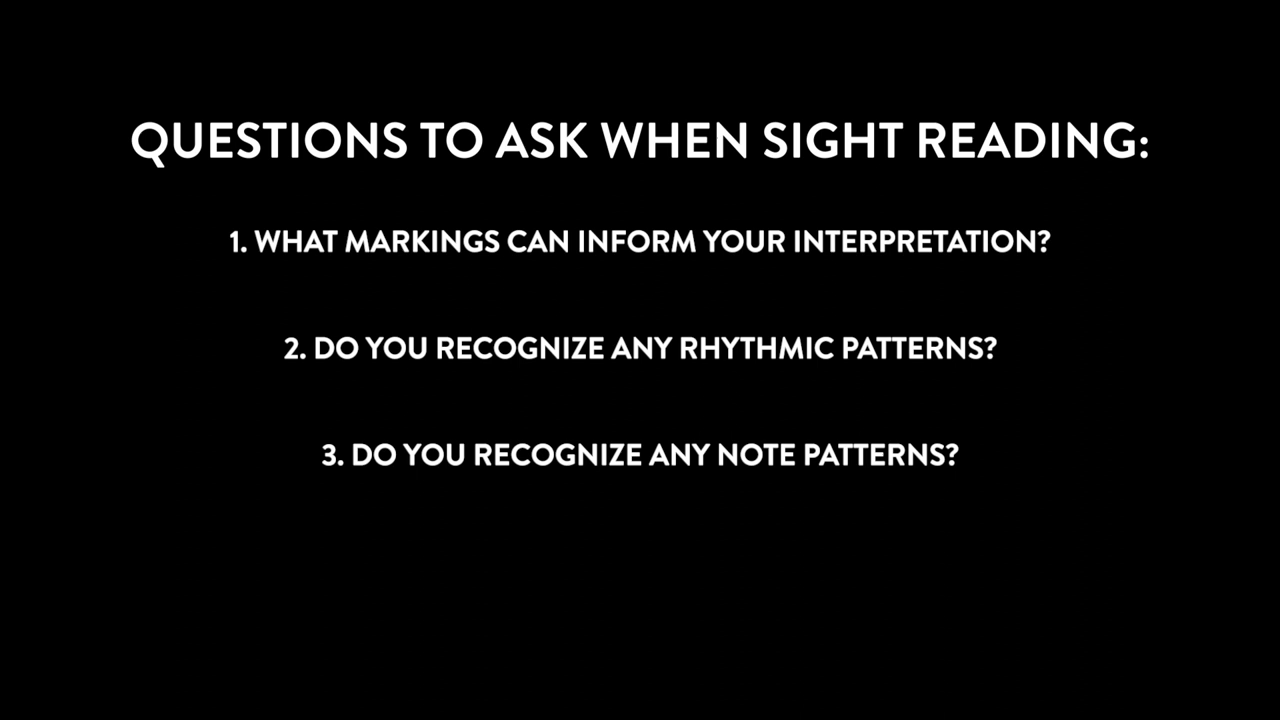 QUESTIONS TO ASK WHEN SIGHT READING:
1. WHAT MARKINGS CAN INFORM YOUR INTERPRETATION?
2. DO YOU RECOGNIZE ANY RHYTHMIC PATTERNS?
3. DO YOU RECOGNIZE ANY NOTE PATTERNS?